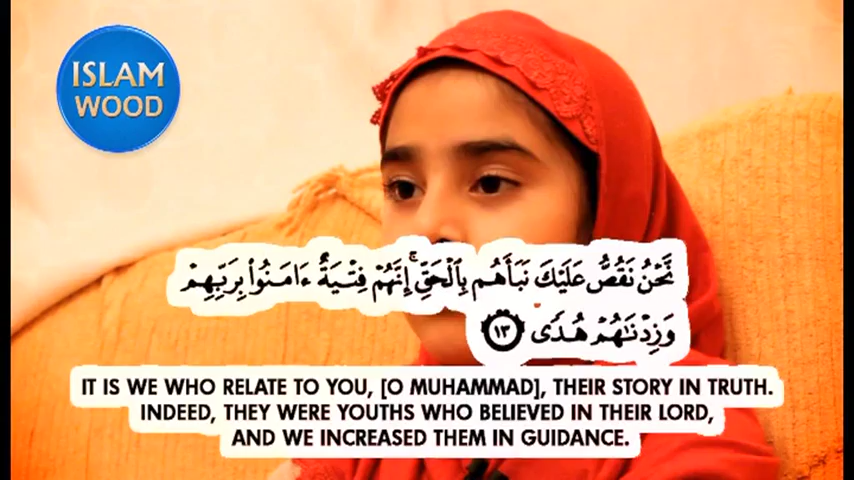 ISLAM
WOOD
نَّحْنُ نَقُصُّ عَلَيْكَ نَبَأَهُم بِٱلْحَقِّ ۚ إِنَّهُمْ فِتْيَةٌ ءَامَنُوا۟ بِرَبِّهِمْ
وَزِدْنَٰهُمْ هُدًى ١٣
IT IS WE WHO RELATE TO YOU, [O MUHAMMAD], THEIR STORY IN TRUTH.
INDEED, THEY WERE YOUTHS WHO BELIEVED IN THEIR LORD,
AND WE INCREASED THEM IN GUIDANCE.